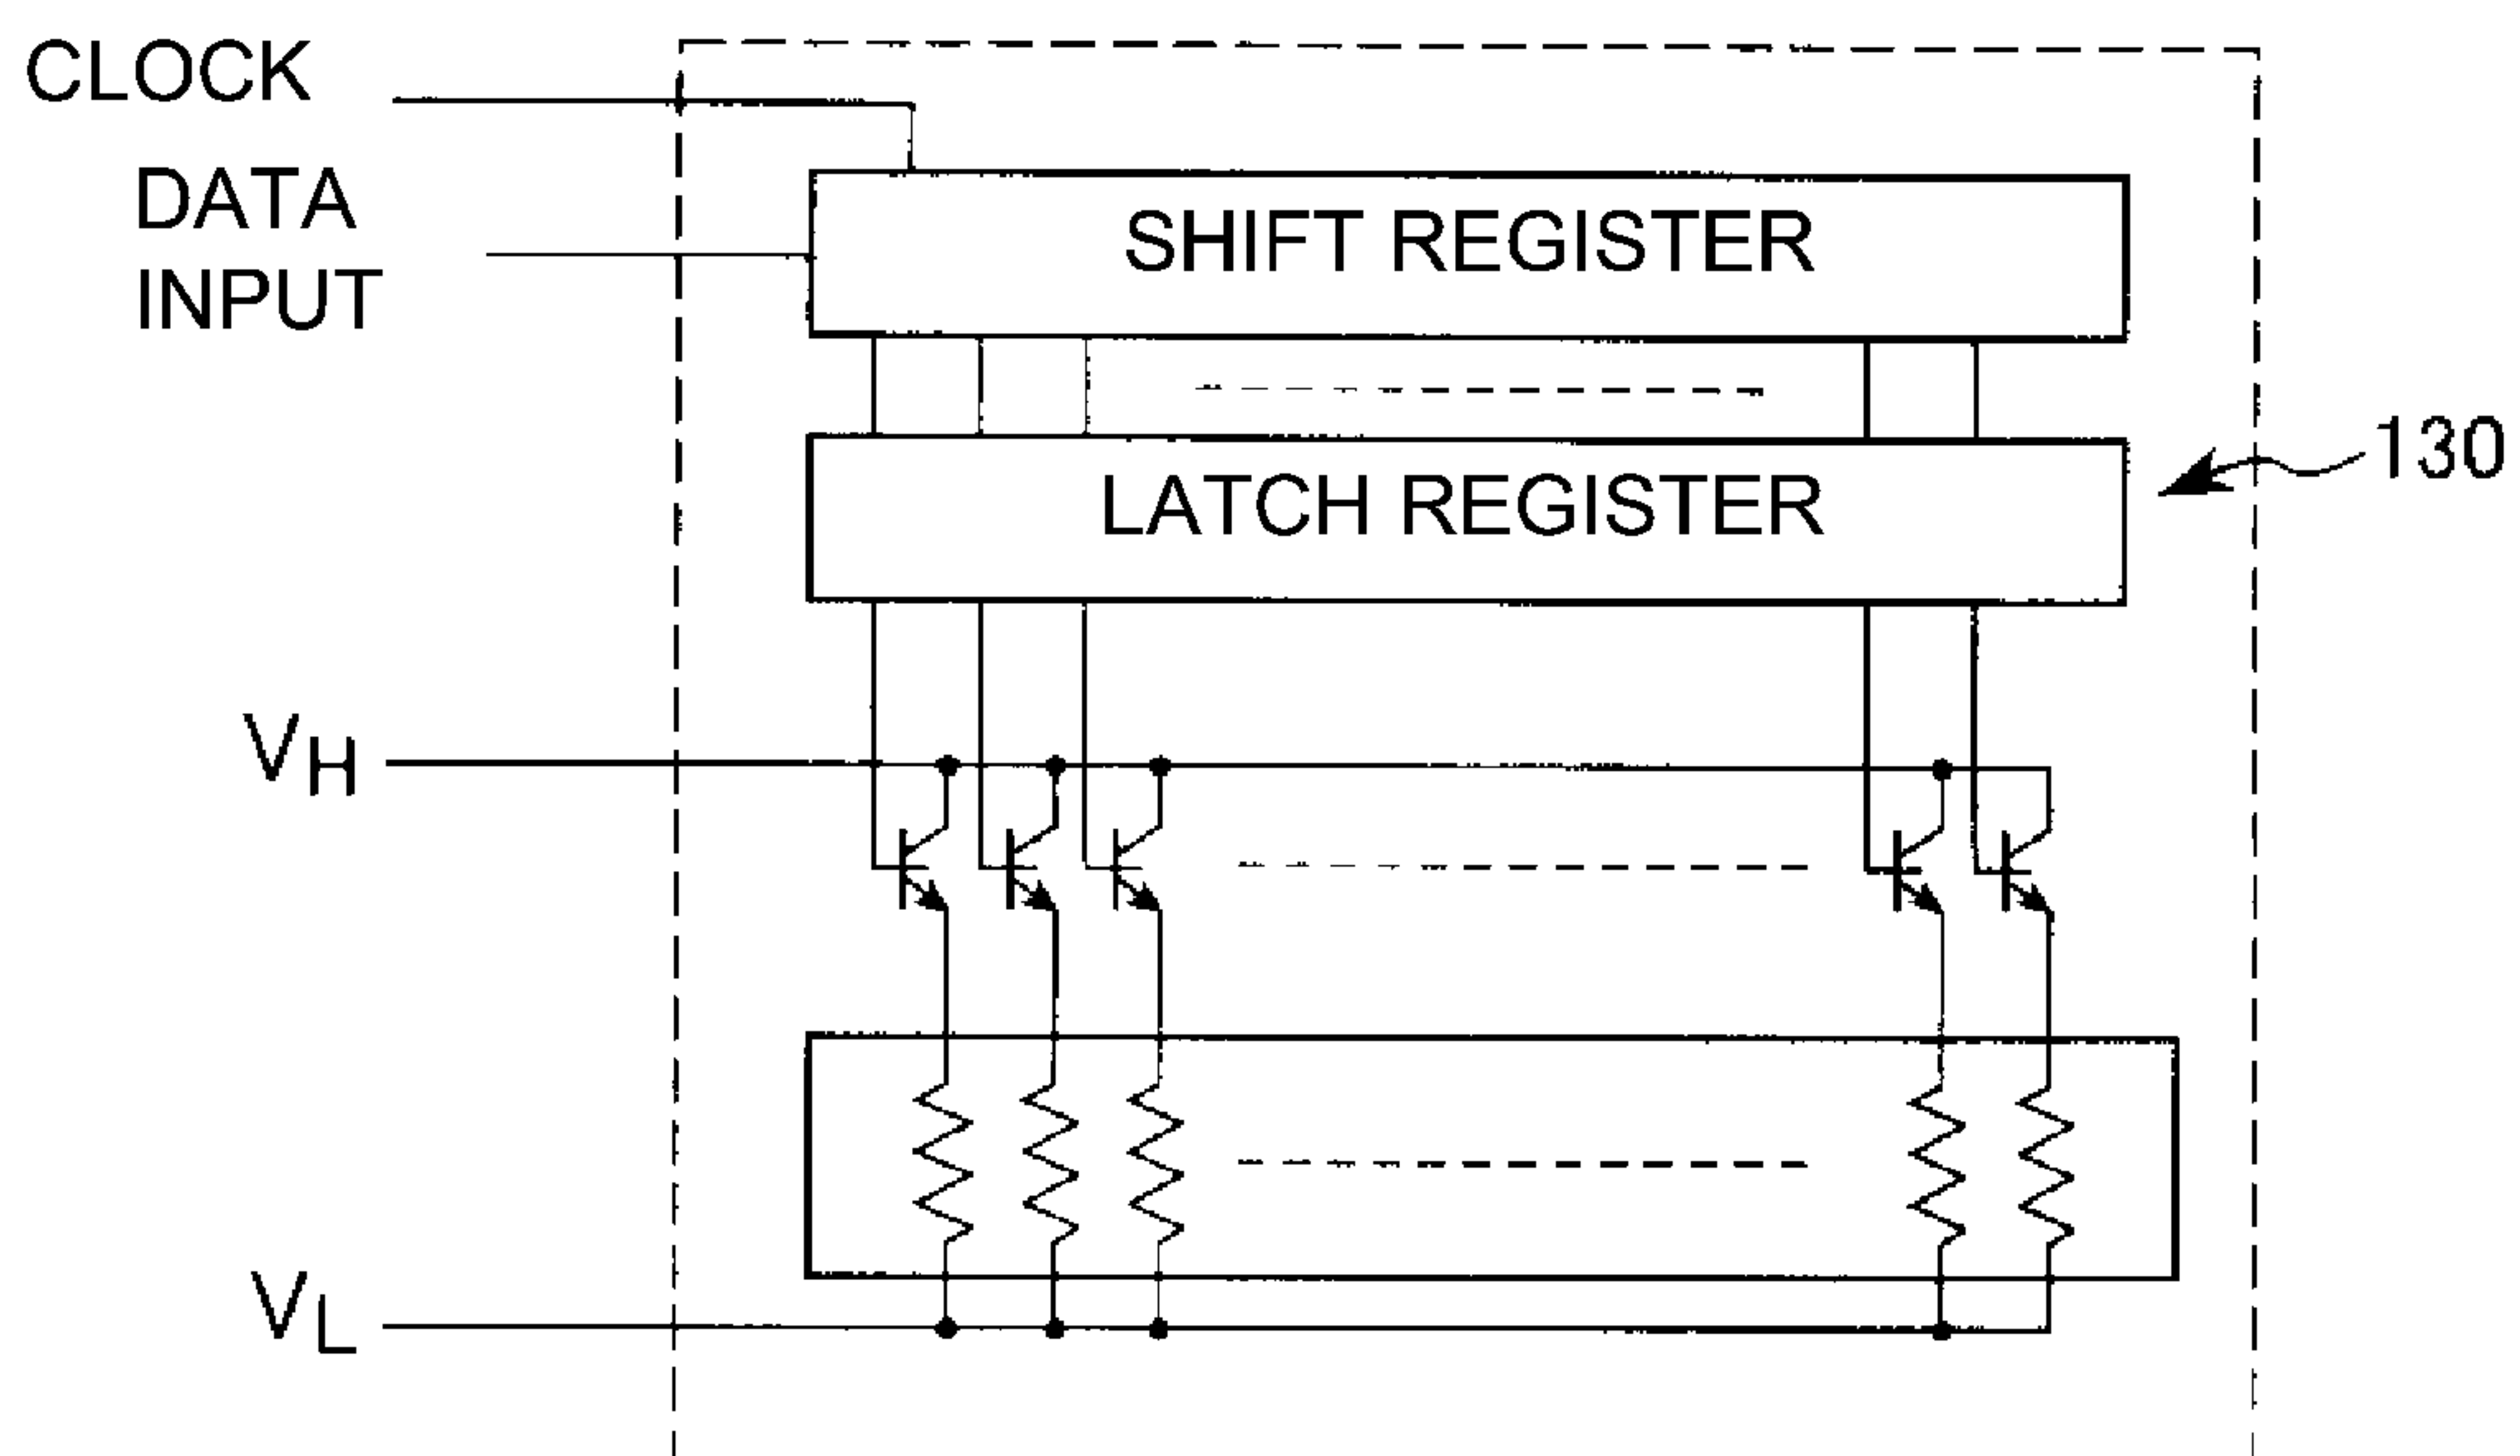 CLOCK
DATA
INPUT
SHIFT REGISTER
LATCH REGISTER
130
VH
VL